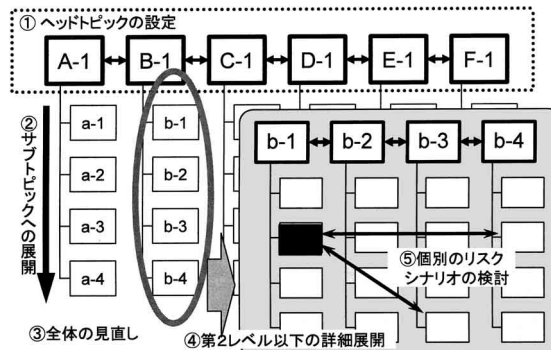 ① ヘッドトピックの設定
A-1
B-1
C-1
D-1
E-1
F-1
②サブトピックへの展開
a-1
a-2
a-3
a-4
b-1
b-2
b-3
b-4
b-1
b-2
b-3
b-4
⑤個別のリスク
シナリオの検討
③全体の見直し
④第2レベル以下の詳細展開